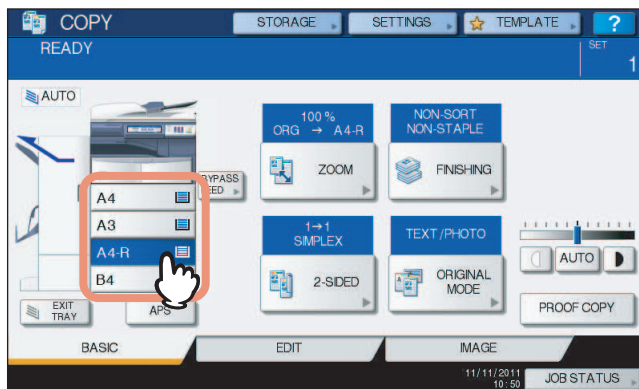 COPY
STORAGE
SETTINGS
TEMPLATE
?
READY
SET
1
AUTO
100 %
ORG → A4-R
NON-SORT
NON-STAPLE
ZOOM
FINISHING
A4
A3
A4-R
B4
1→1
SIMPLEX
TEXT/PHOTO
2-SIDED
ORIGINAL
MODE
AUTO
EXIT
TRAY
APS
PROOF COPY
BASIC
EDIT
IMAGE
11/11/2011
10:50
JOB STATUS